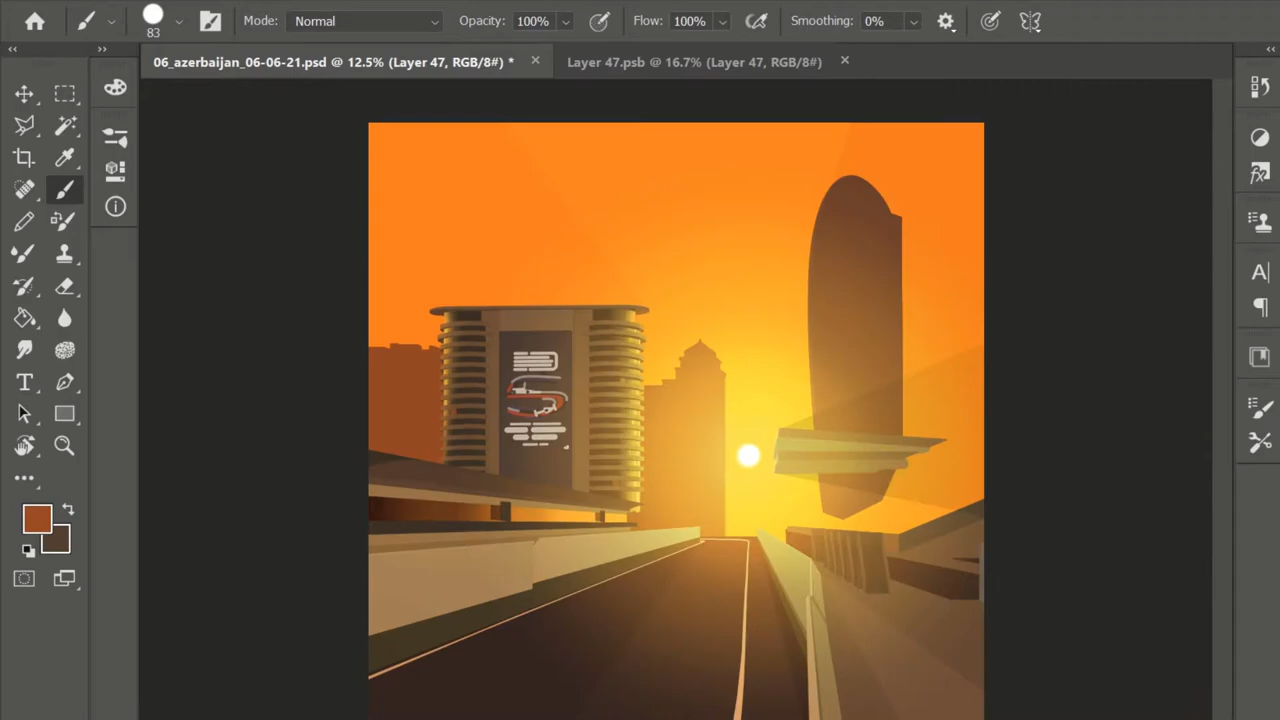 Mode: Normal Opacity: 100% Flow: 100% Smoothing: 0%
83
06_azerbaijan_06-06-21.psd @ 12.5% (Layer 47, RGB/8#) * Layer 47.psb @ 16.7% (Layer 47, RGB/8#)